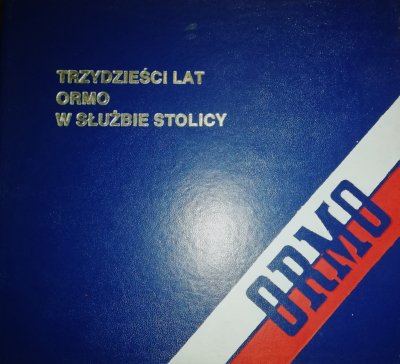 TRZYDZIEŚCI LAT
ORMO
W SŁUŻBIE STOLICY
ORMO